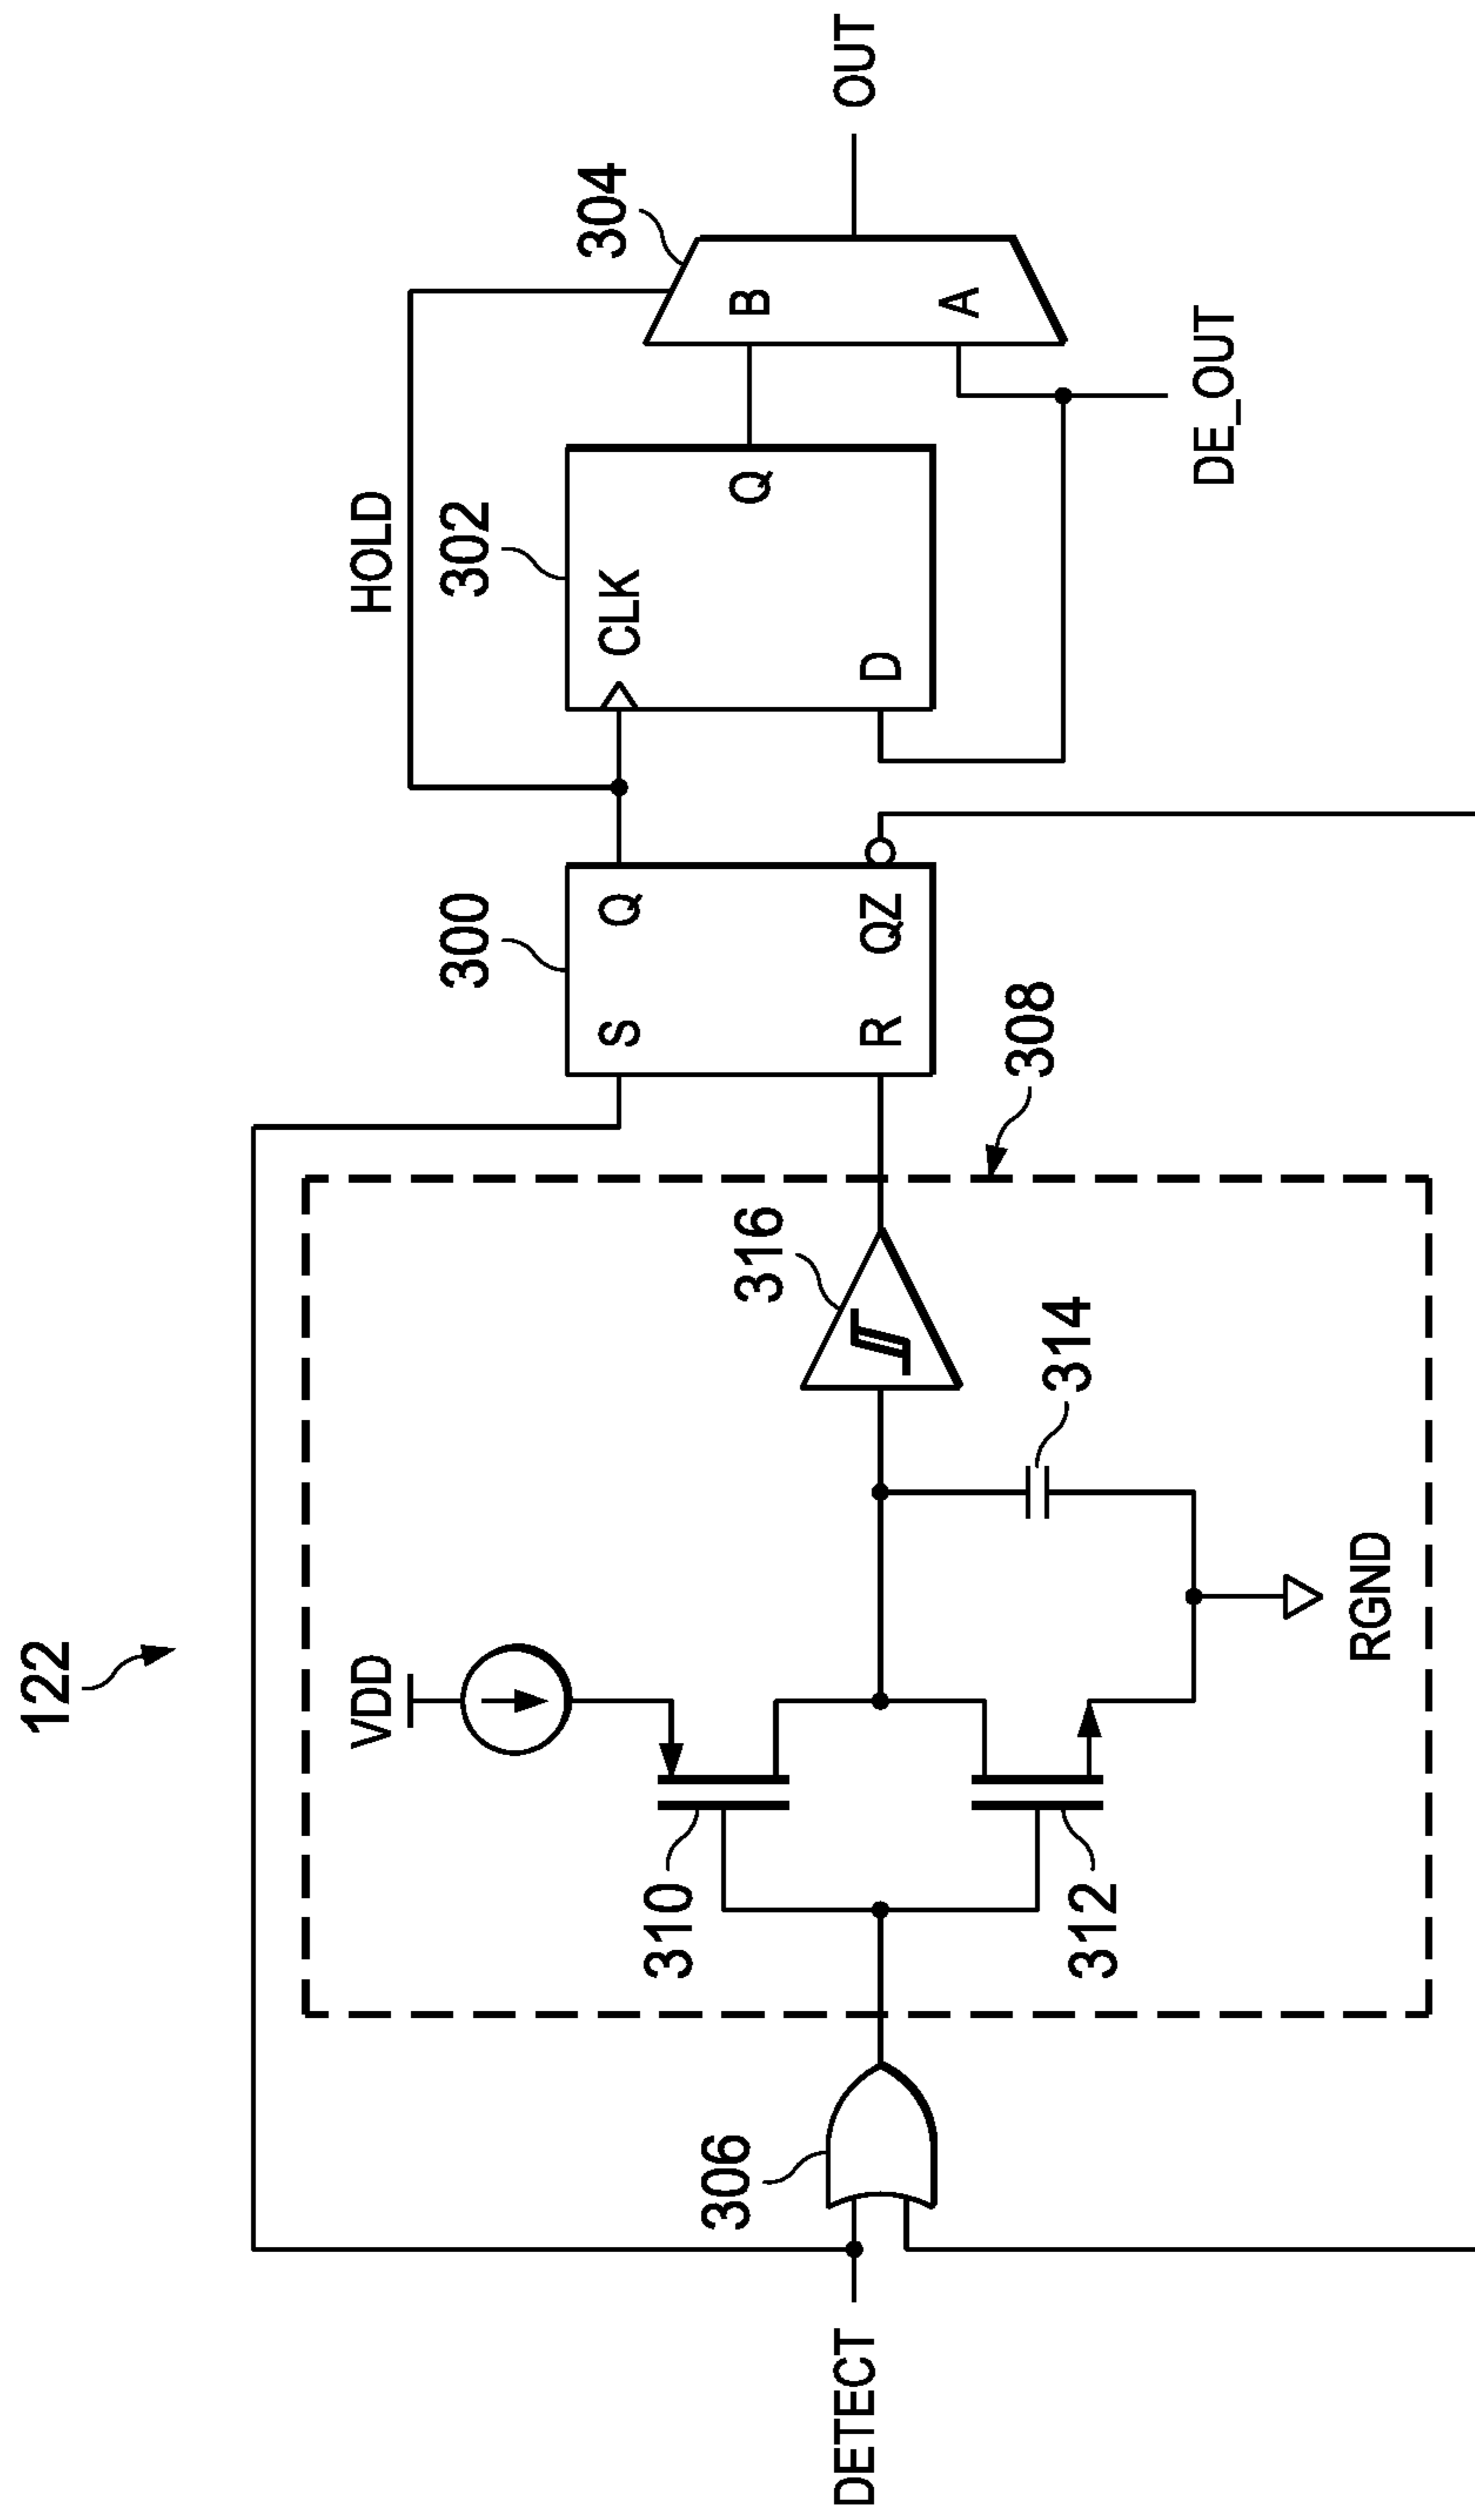 122
HOLD
VDD
300
302
304
310
316
S
Q
CLK
Q
B
OUT
306
DETECT
R
QZ
D
A
312
314
308
DE_OUT
RGND